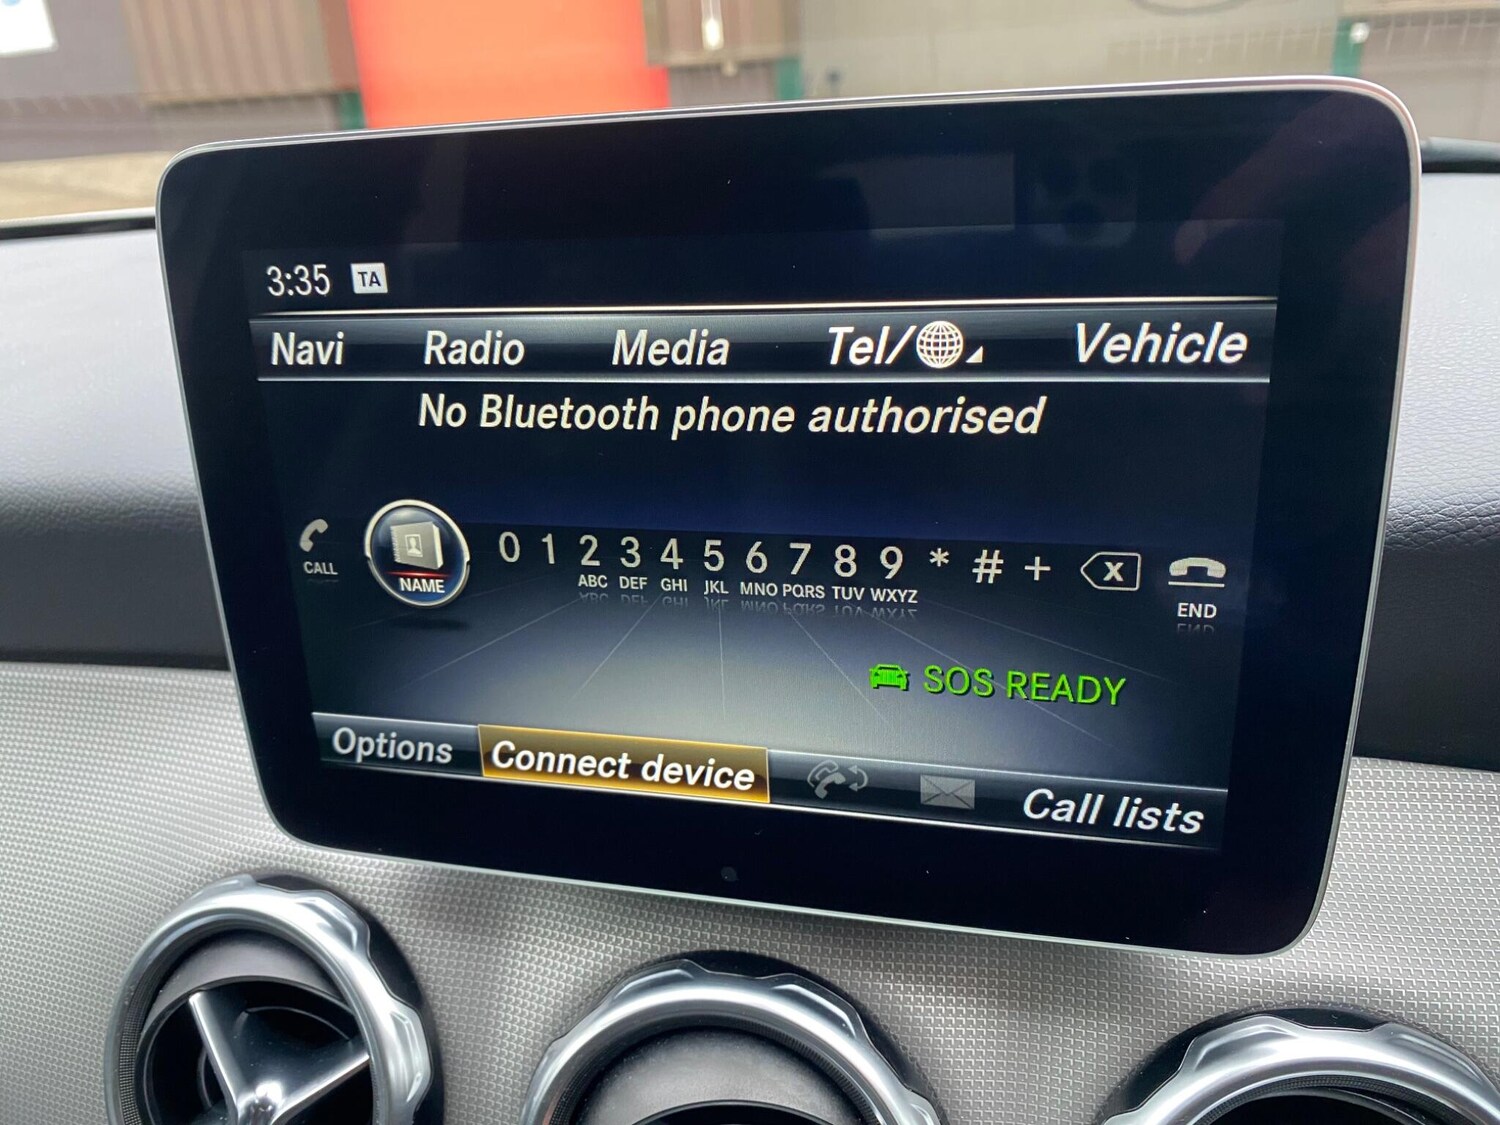 3:35 TA
Navi Radio Media Tel/ Vehicle
No Bluetooth phone authorised
CALL NAME 0 1 2 3 4 5 6 7 8 9 * # + X END
ABC DEF GHI JKL MNO PQRS TUV WXYZ
SOS READY
Options Connect device Call lists